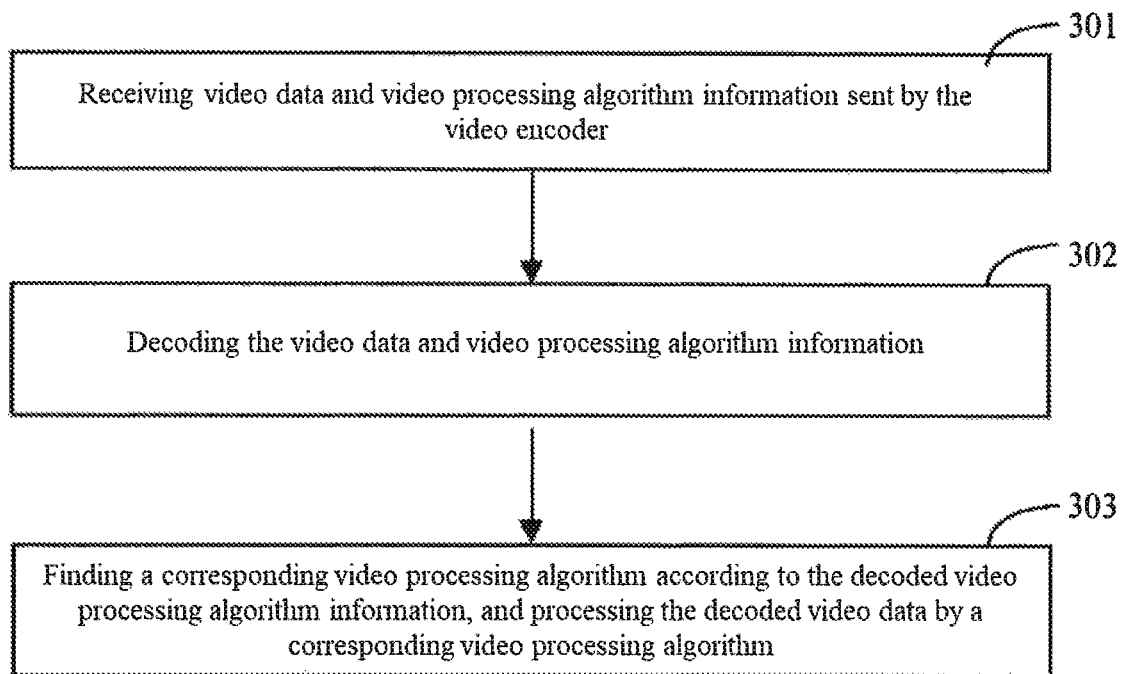 301
Receiving video data and video processing algorithm information sent by the
video encoder
302
Decoding the video data and video processing algorithm information
303
Finding a corresponding video processing algorithm according to the decoded video
processing algorithm information, and processing the decoded video data by a
corresponding video processing algorithm